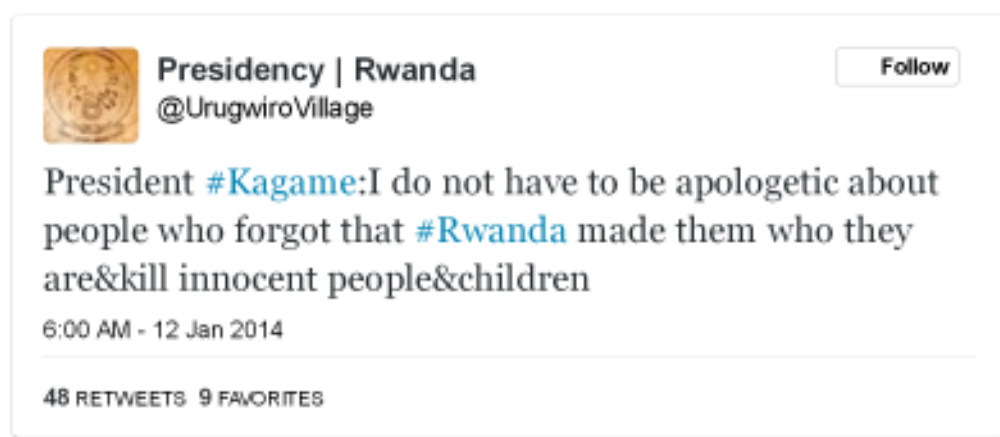 Presidency | Rwanda
Follow
@UrugwiroVillage
President #Kagame:I do not have to be apologetic about
people who forgot that #Rwanda made them who they
are&kill innocent people&children
6:00 AM - 12 Jan 2014
48 RETWEETS 9 FAVORITES